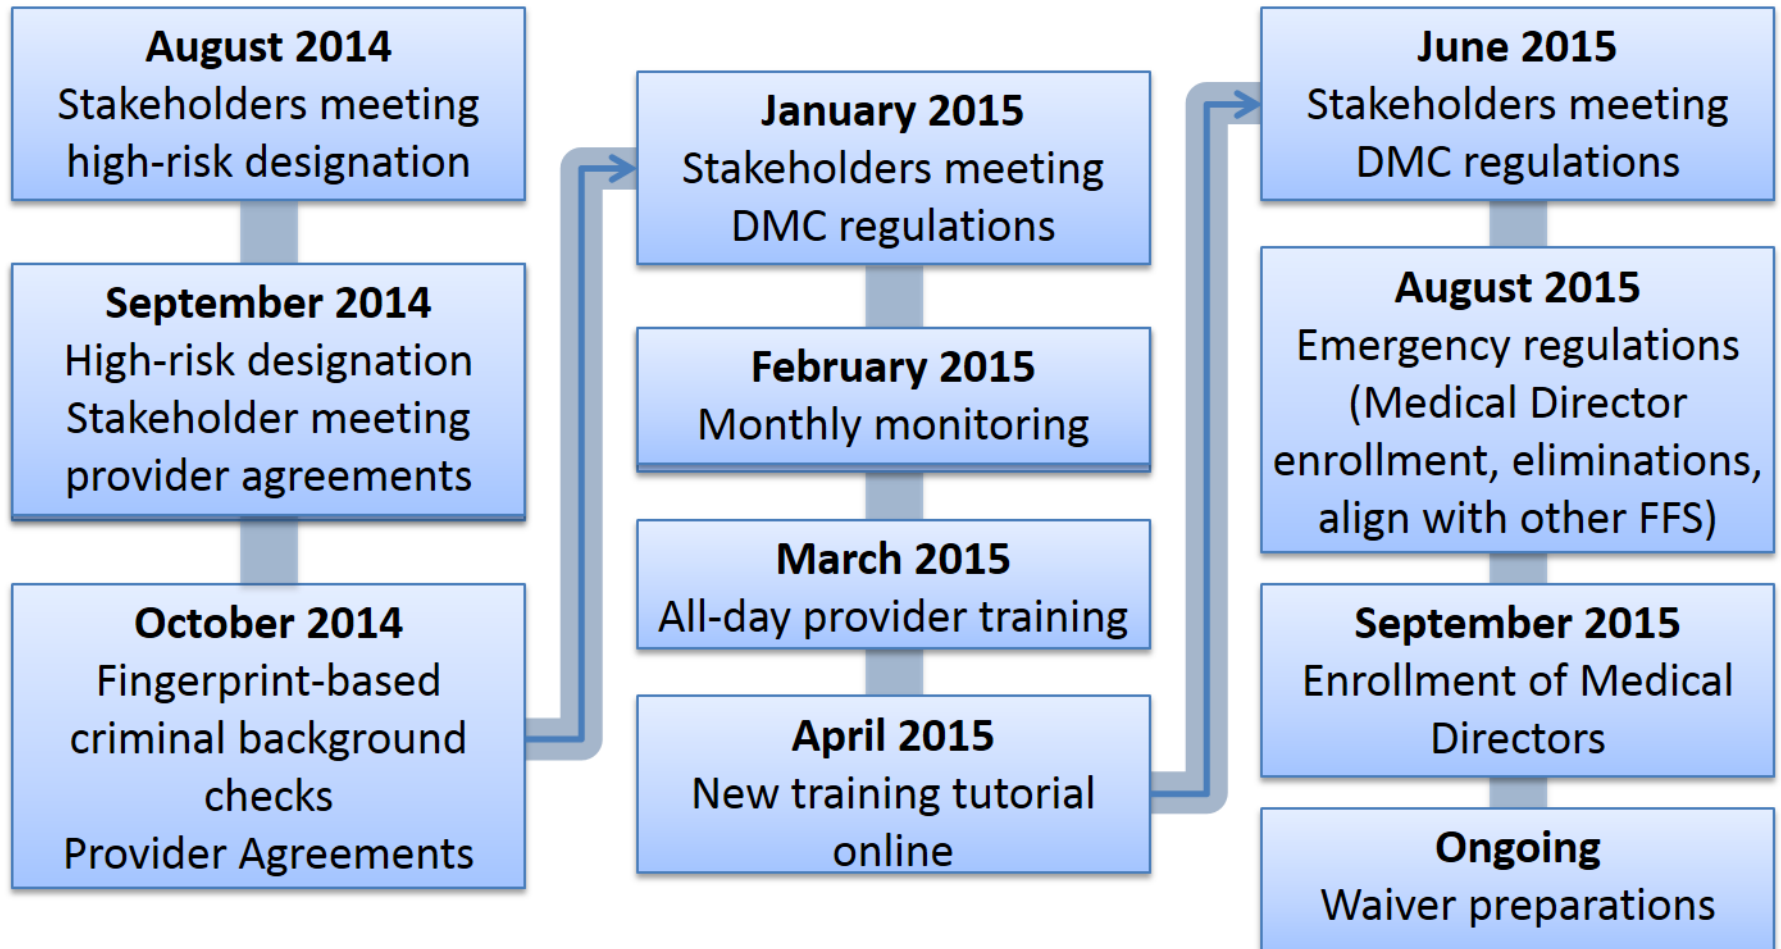 August 2014
Stakeholders meeting
high-risk designation
September 2014
High-risk designation
Stakeholder meeting
provider agreements
October 2014
Fingerprint-based
criminal background
checks
Provider Agreements
January 2015
Stakeholders meeting
DMC regulations
February 2015
Monthly monitoring
March 2015
All-day provider training
April 2015
New training tutorial
online
June 2015
Stakeholders meeting
DMC regulations
August 2015
Emergency regulations
(Medical Director
enrollment, eliminations,
align with other FFS)
September 2015
Enrollment of Medical
Directors
Ongoing
Waiver preparations